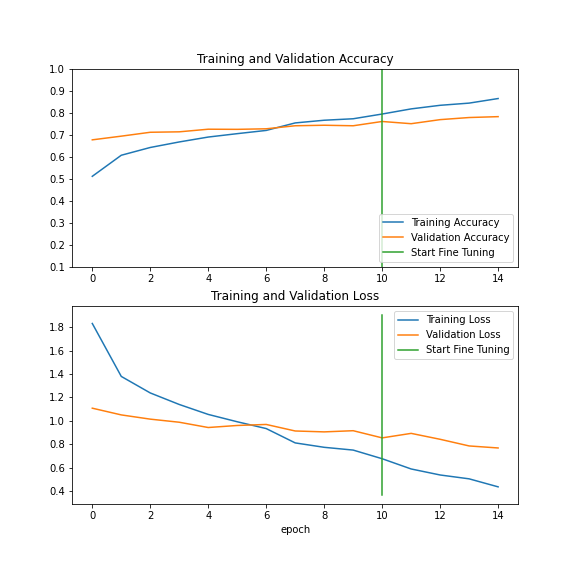 Training and Validation Accuracy
1.0
0.9
0.8
0.7
0.6
0.5
0.4
0.3
0.2
0.1
Training Accuracy
Validation Accuracy
Start Fine Tuning
0 2 4 6 8 10 12 14
Training and Validation Loss
1.8
1.6
1.4
1.2
1.0
0.8
0.6
0.4
Training Loss
Validation Loss
Start Fine Tuning
0 2 4 6 8 10 12 14
epoch